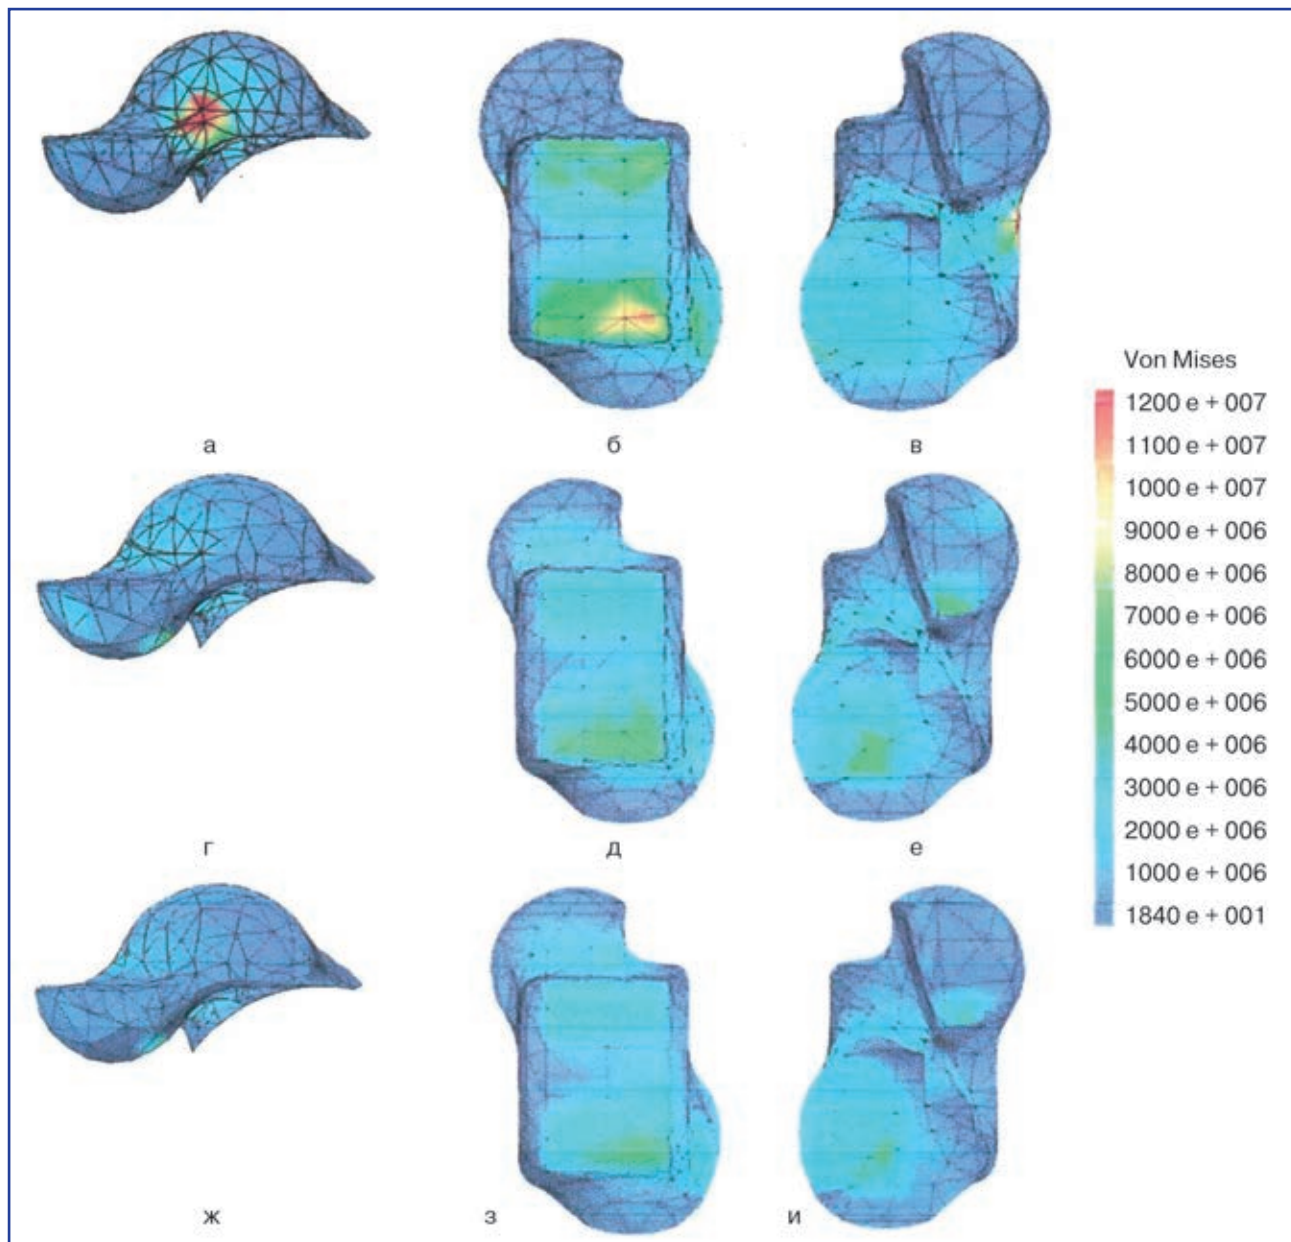 а
б
в
Von Mises
1200 e + 007
1100 e + 007
1000 e + 007
9000 e + 006
8000 e + 006
7000 e + 006
6000 e + 006
5000 e + 006
4000 e + 006
3000 e + 006
2000 e + 006
1000 e + 006
1840 e + 001
г
д
е
ж
з
и